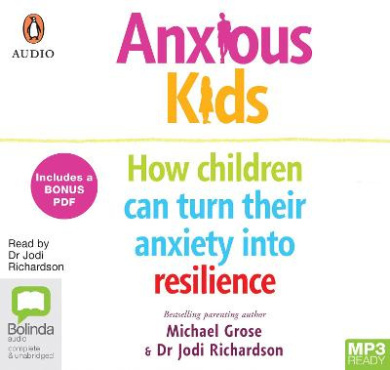 AUDIO
Anxious
Kids
Includes a
BONUS
PDF
How children
can turn their
anxiety into
resilience
Read by
Dr Jodi
Richardson
Bolinda
audio
complete &
unabridged
Bestselling parenting author
Michael Grose
& Dr Jodi Richardson
MP3
READY